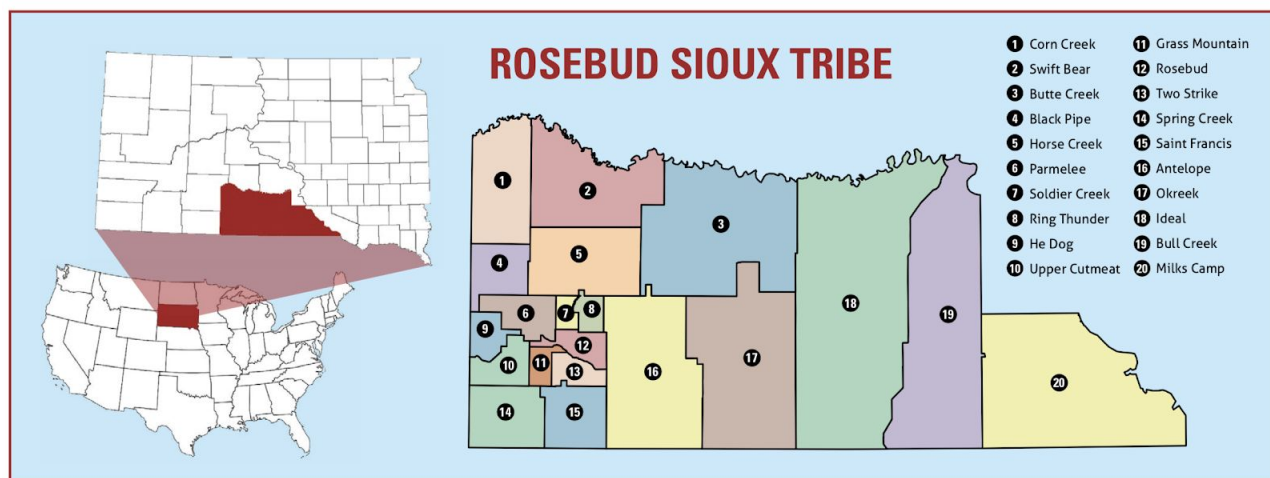 ROSEBUD SIOUX TRIBE
1 Corn Creek
2 Swift Bear
3 Butte Creek
4 Black Pipe
5 Horse Creek
6 Parmelee
7 Soldier Creek
8 Ring Thunder
9 He Dog
10 Upper Cutmeat
11 Grass Mountain
12 Rosebud
13 Two Strike
14 Spring Creek
15 Saint Francis
16 Antelope
17 Okreek
18 Ideal
19 Bull Creek
20 Milks Camp
1
2
3
4
5
6
7
8
9
10
11
12
13
14
15
16
17
18
19
20